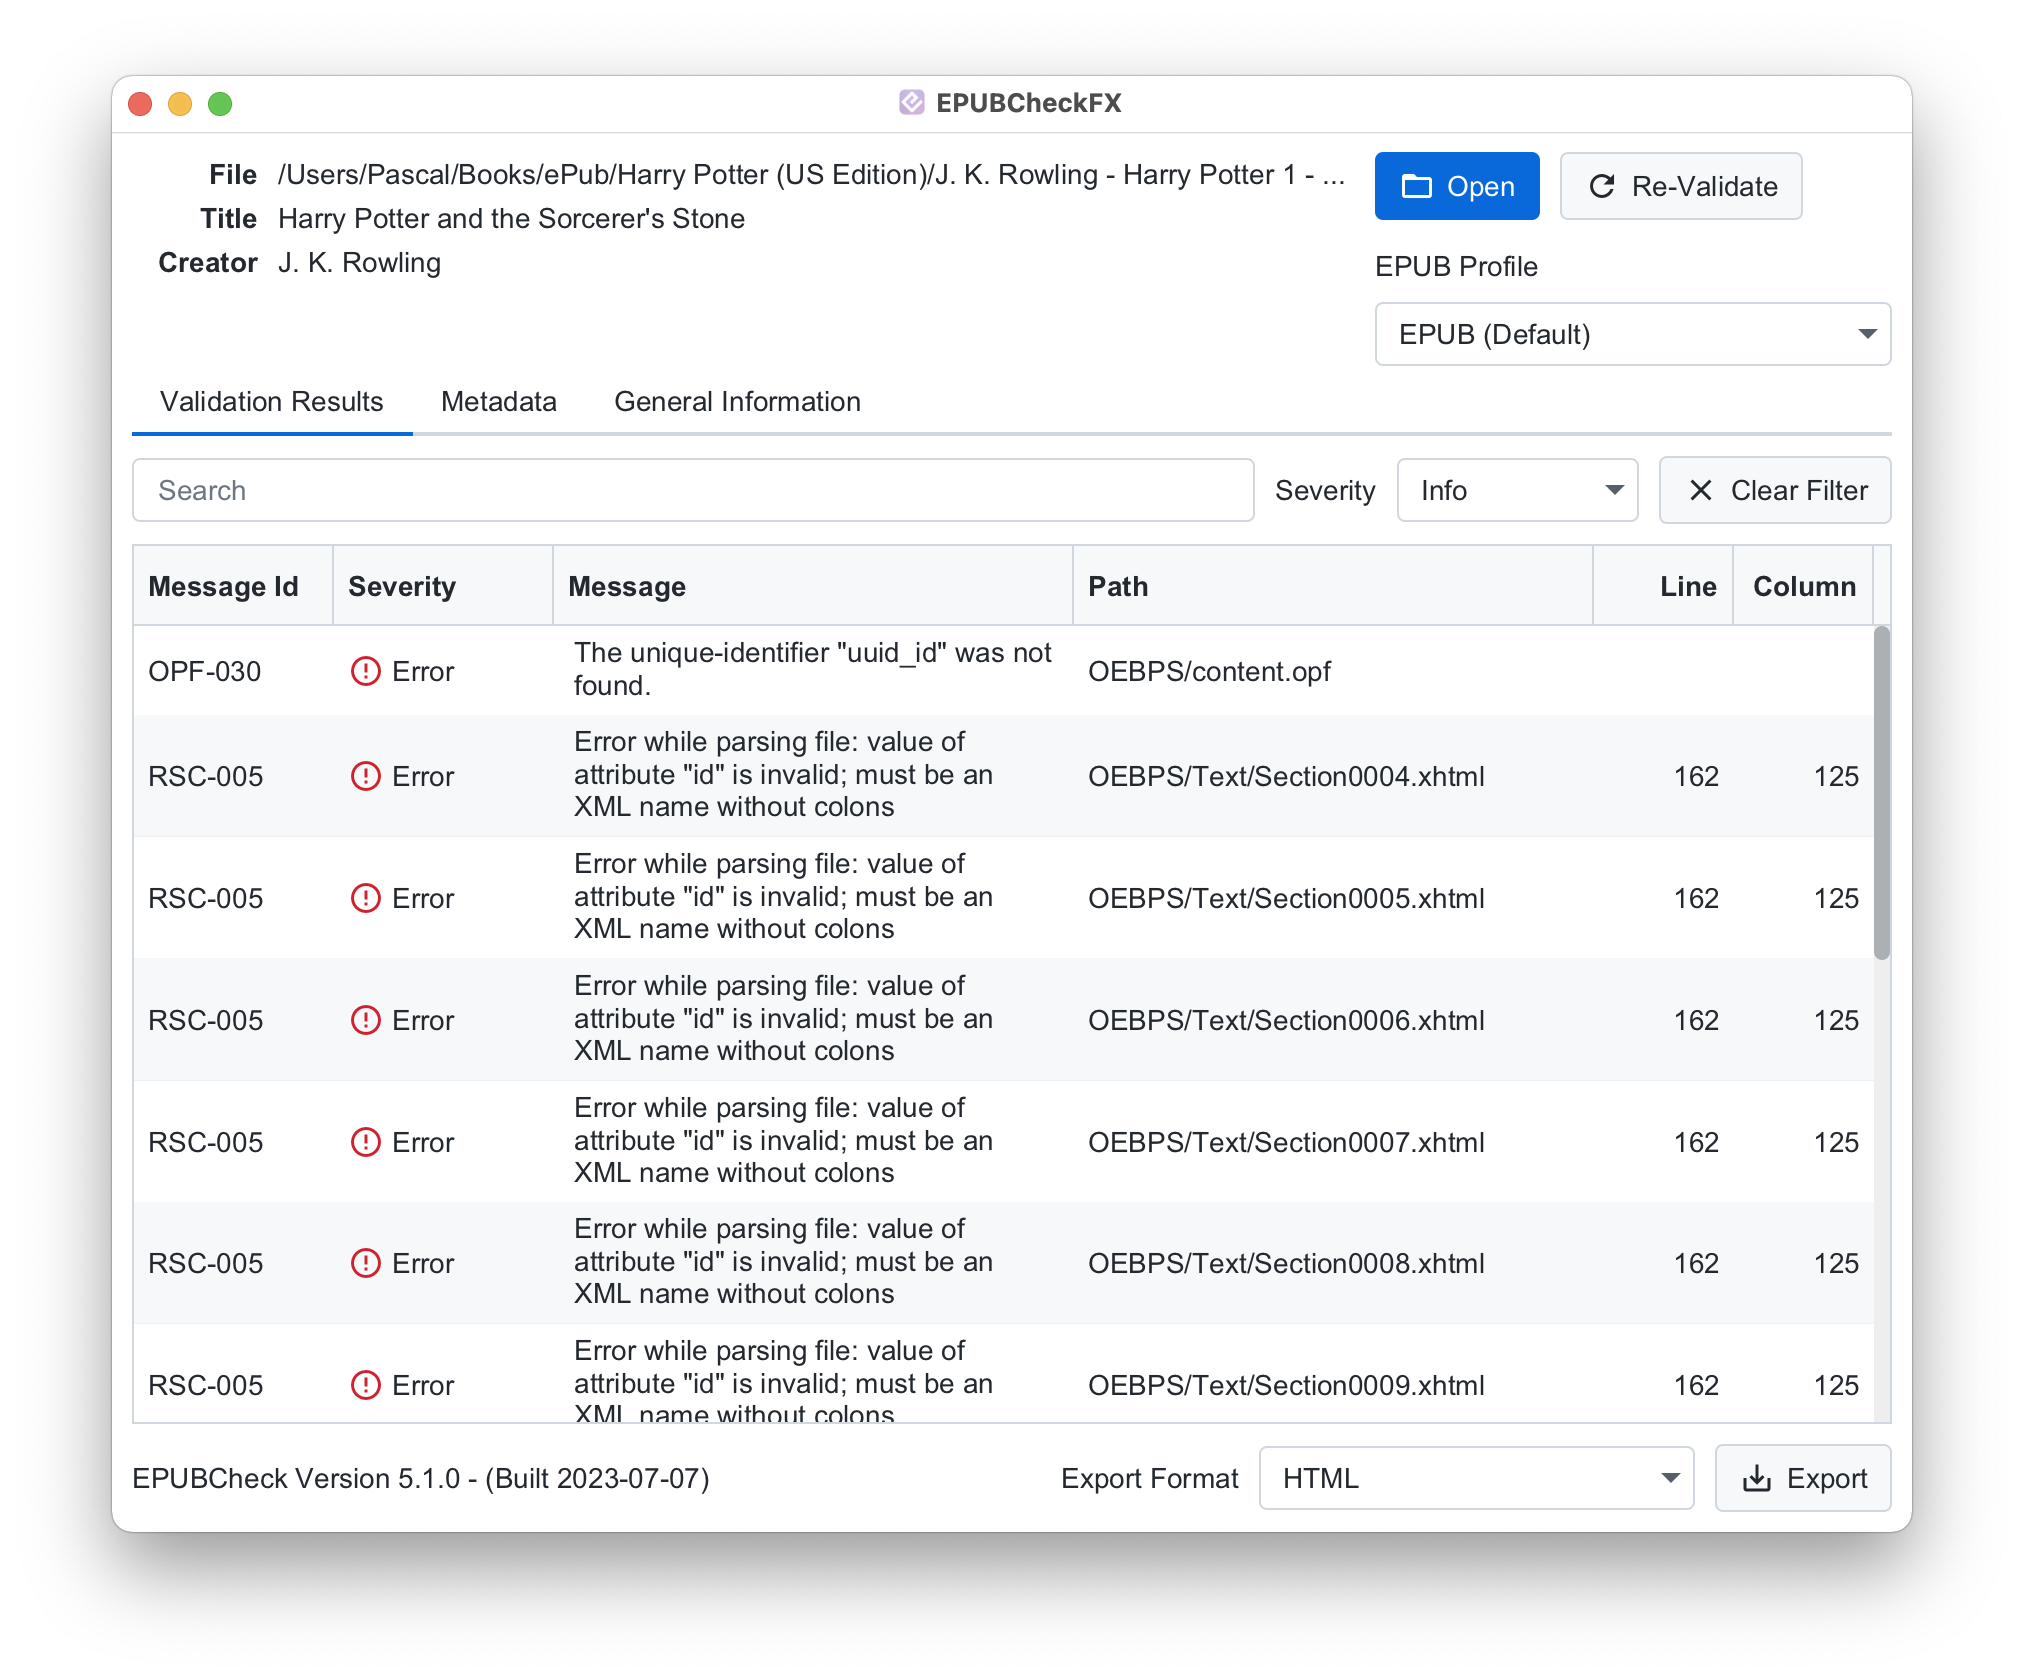 EPUBCheckFX
File /Users/Pascal/Books/ePub/Harry Potter (US Edition)/J. K. Rowling - Harry Potter 1 - ...
Title Harry Potter and the Sorcerer's Stone
Creator J. K. Rowling
Open
Re-Validate
EPUB Profile
EPUB (Default)
Validation Results
Metadata
General Information
Search
Severity
Info
Clear Filter
Message Id Severity Message Path Line Column
OPF-030 Error
The unique-identifier "uuid_id" was not
found.
OEBPS/content.opf
RSC-005 Error
Error while parsing file: value of
attribute "id" is invalid; must be an
XML name without colons
OEBPS/Text/Section0004.xhtml 162 125
RSC-005 Error
Error while parsing file: value of
attribute "id" is invalid; must be an
XML name without colons
OEBPS/Text/Section0005.xhtml 162 125
RSC-005 Error
Error while parsing file: value of
attribute "id" is invalid; must be an
XML name without colons
OEBPS/Text/Section0006.xhtml 162 125
RSC-005 Error
Error while parsing file: value of
attribute "id" is invalid; must be an
XML name without colons
OEBPS/Text/Section0007.xhtml 162 125
RSC-005 Error
Error while parsing file: value of
attribute "id" is invalid; must be an
XML name without colons
OEBPS/Text/Section0008.xhtml 162 125
RSC-005 Error
Error while parsing file: value of
attribute "id" is invalid; must be an
XML name without colons
OEBPS/Text/Section0009.xhtml 162 125
EPUBCheck Version 5.1.0 - (Built 2023-07-07)
Export Format
HTML
Export